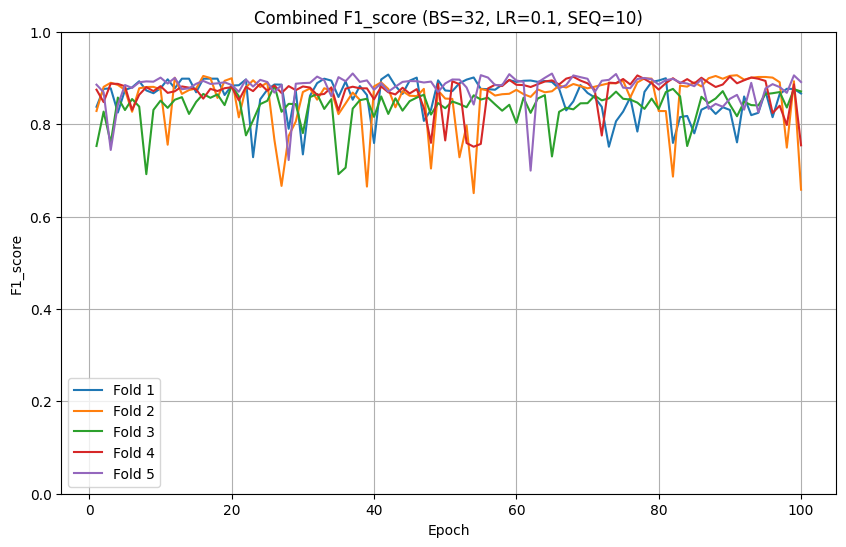 Combined F1_score (BS=32, LR=0.1, SEQ=10)
1.0
0.8
0.6
0.4
0.2
0.0
F1_score
Fold 1
Fold 2
Fold 3
Fold 4
Fold 5
0
20
40
60
80
100
Epoch